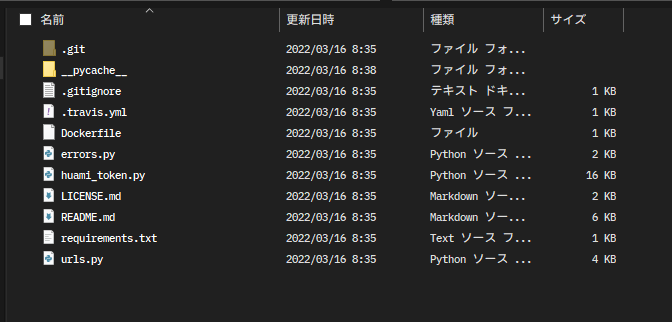 名前 更新日時 種類 サイズ
.git 2022/03/16 8:35 ファイル フォ...
__pycache__ 2022/03/16 8:38 ファイル フォ...
.gitignore 2022/03/16 8:35 テキスト ドキ... 1 KB
.travis.yml 2022/03/16 8:35 Yaml ソース フ... 1 KB
Dockerfile 2022/03/16 8:35 ファイル 1 KB
errors.py 2022/03/16 8:35 Python ソース ... 2 KB
huami_token.py 2022/03/16 8:35 Python ソース ... 16 KB
LICENSE.md 2022/03/16 8:35 Markdown ソー... 2 KB
README.md 2022/03/16 8:35 Markdown ソー... 6 KB
requirements.txt 2022/03/16 8:35 Text ソース フ... 1 KB
urls.py 2022/03/16 8:35 Python ソース ... 4 KB